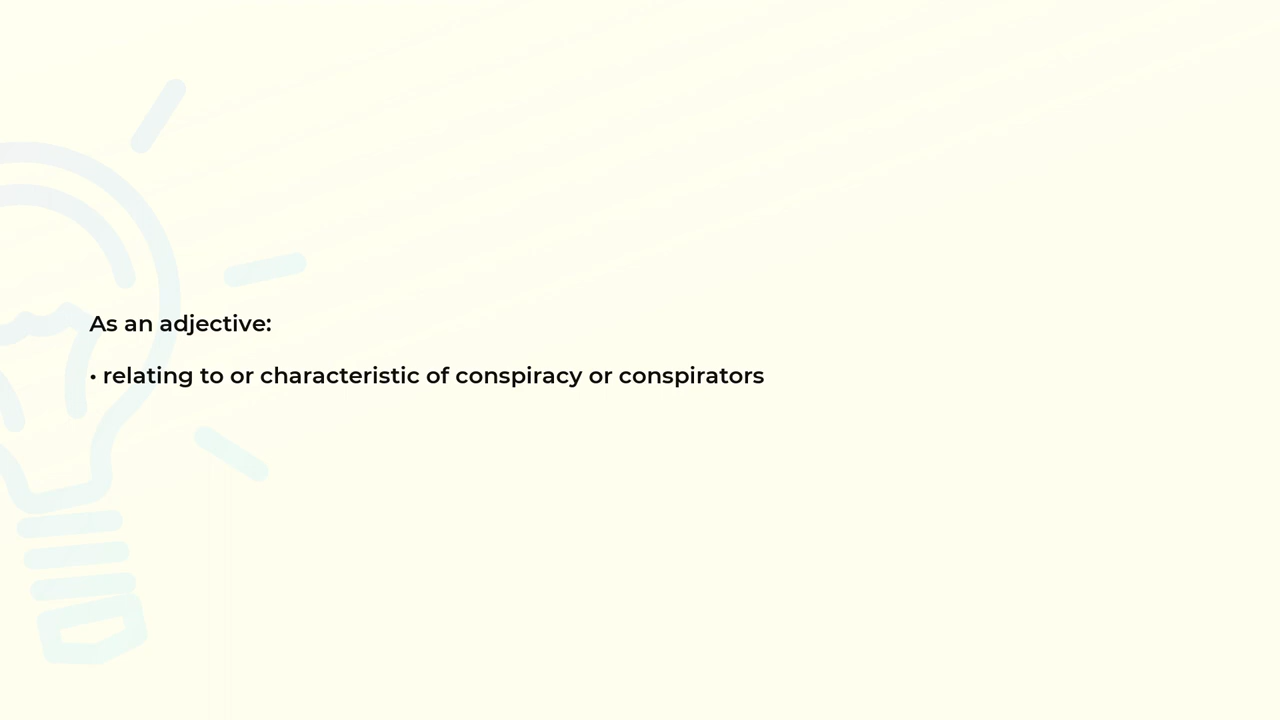 As an adjective:
• relating to or characteristic of conspiracy or conspirators